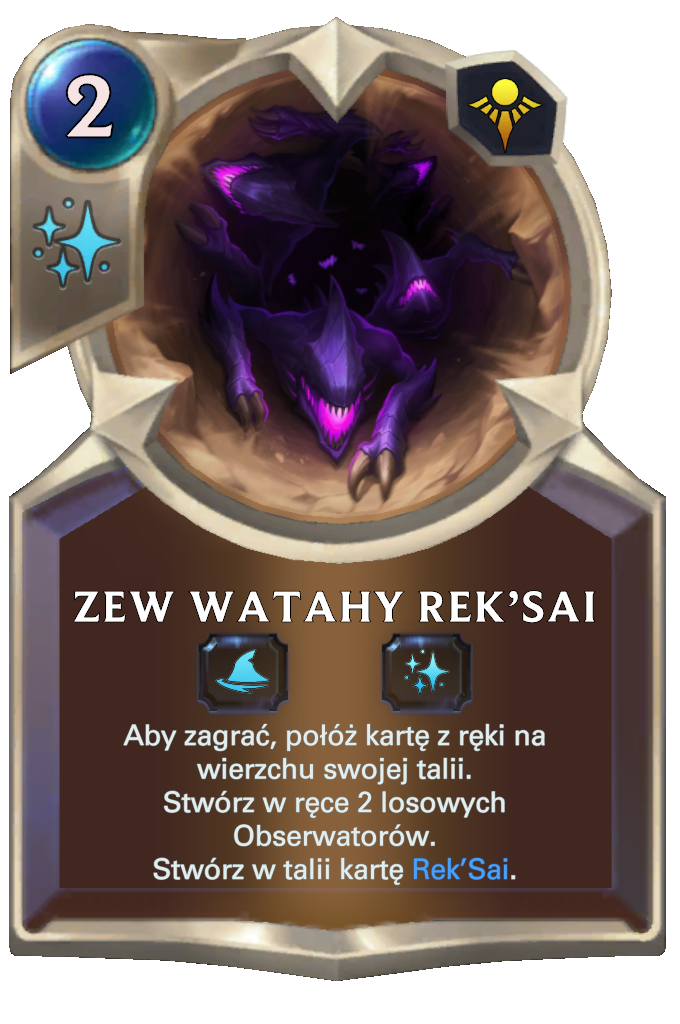 2
ZEW WATAHY REK'SAI
Aby zagrać, połóż kartę z ręki na
wierzchu swojej talii.
Stwórz w ręce 2 losowych
Obserwatorów.
Stwórz w talii kartę Rek'Sai.